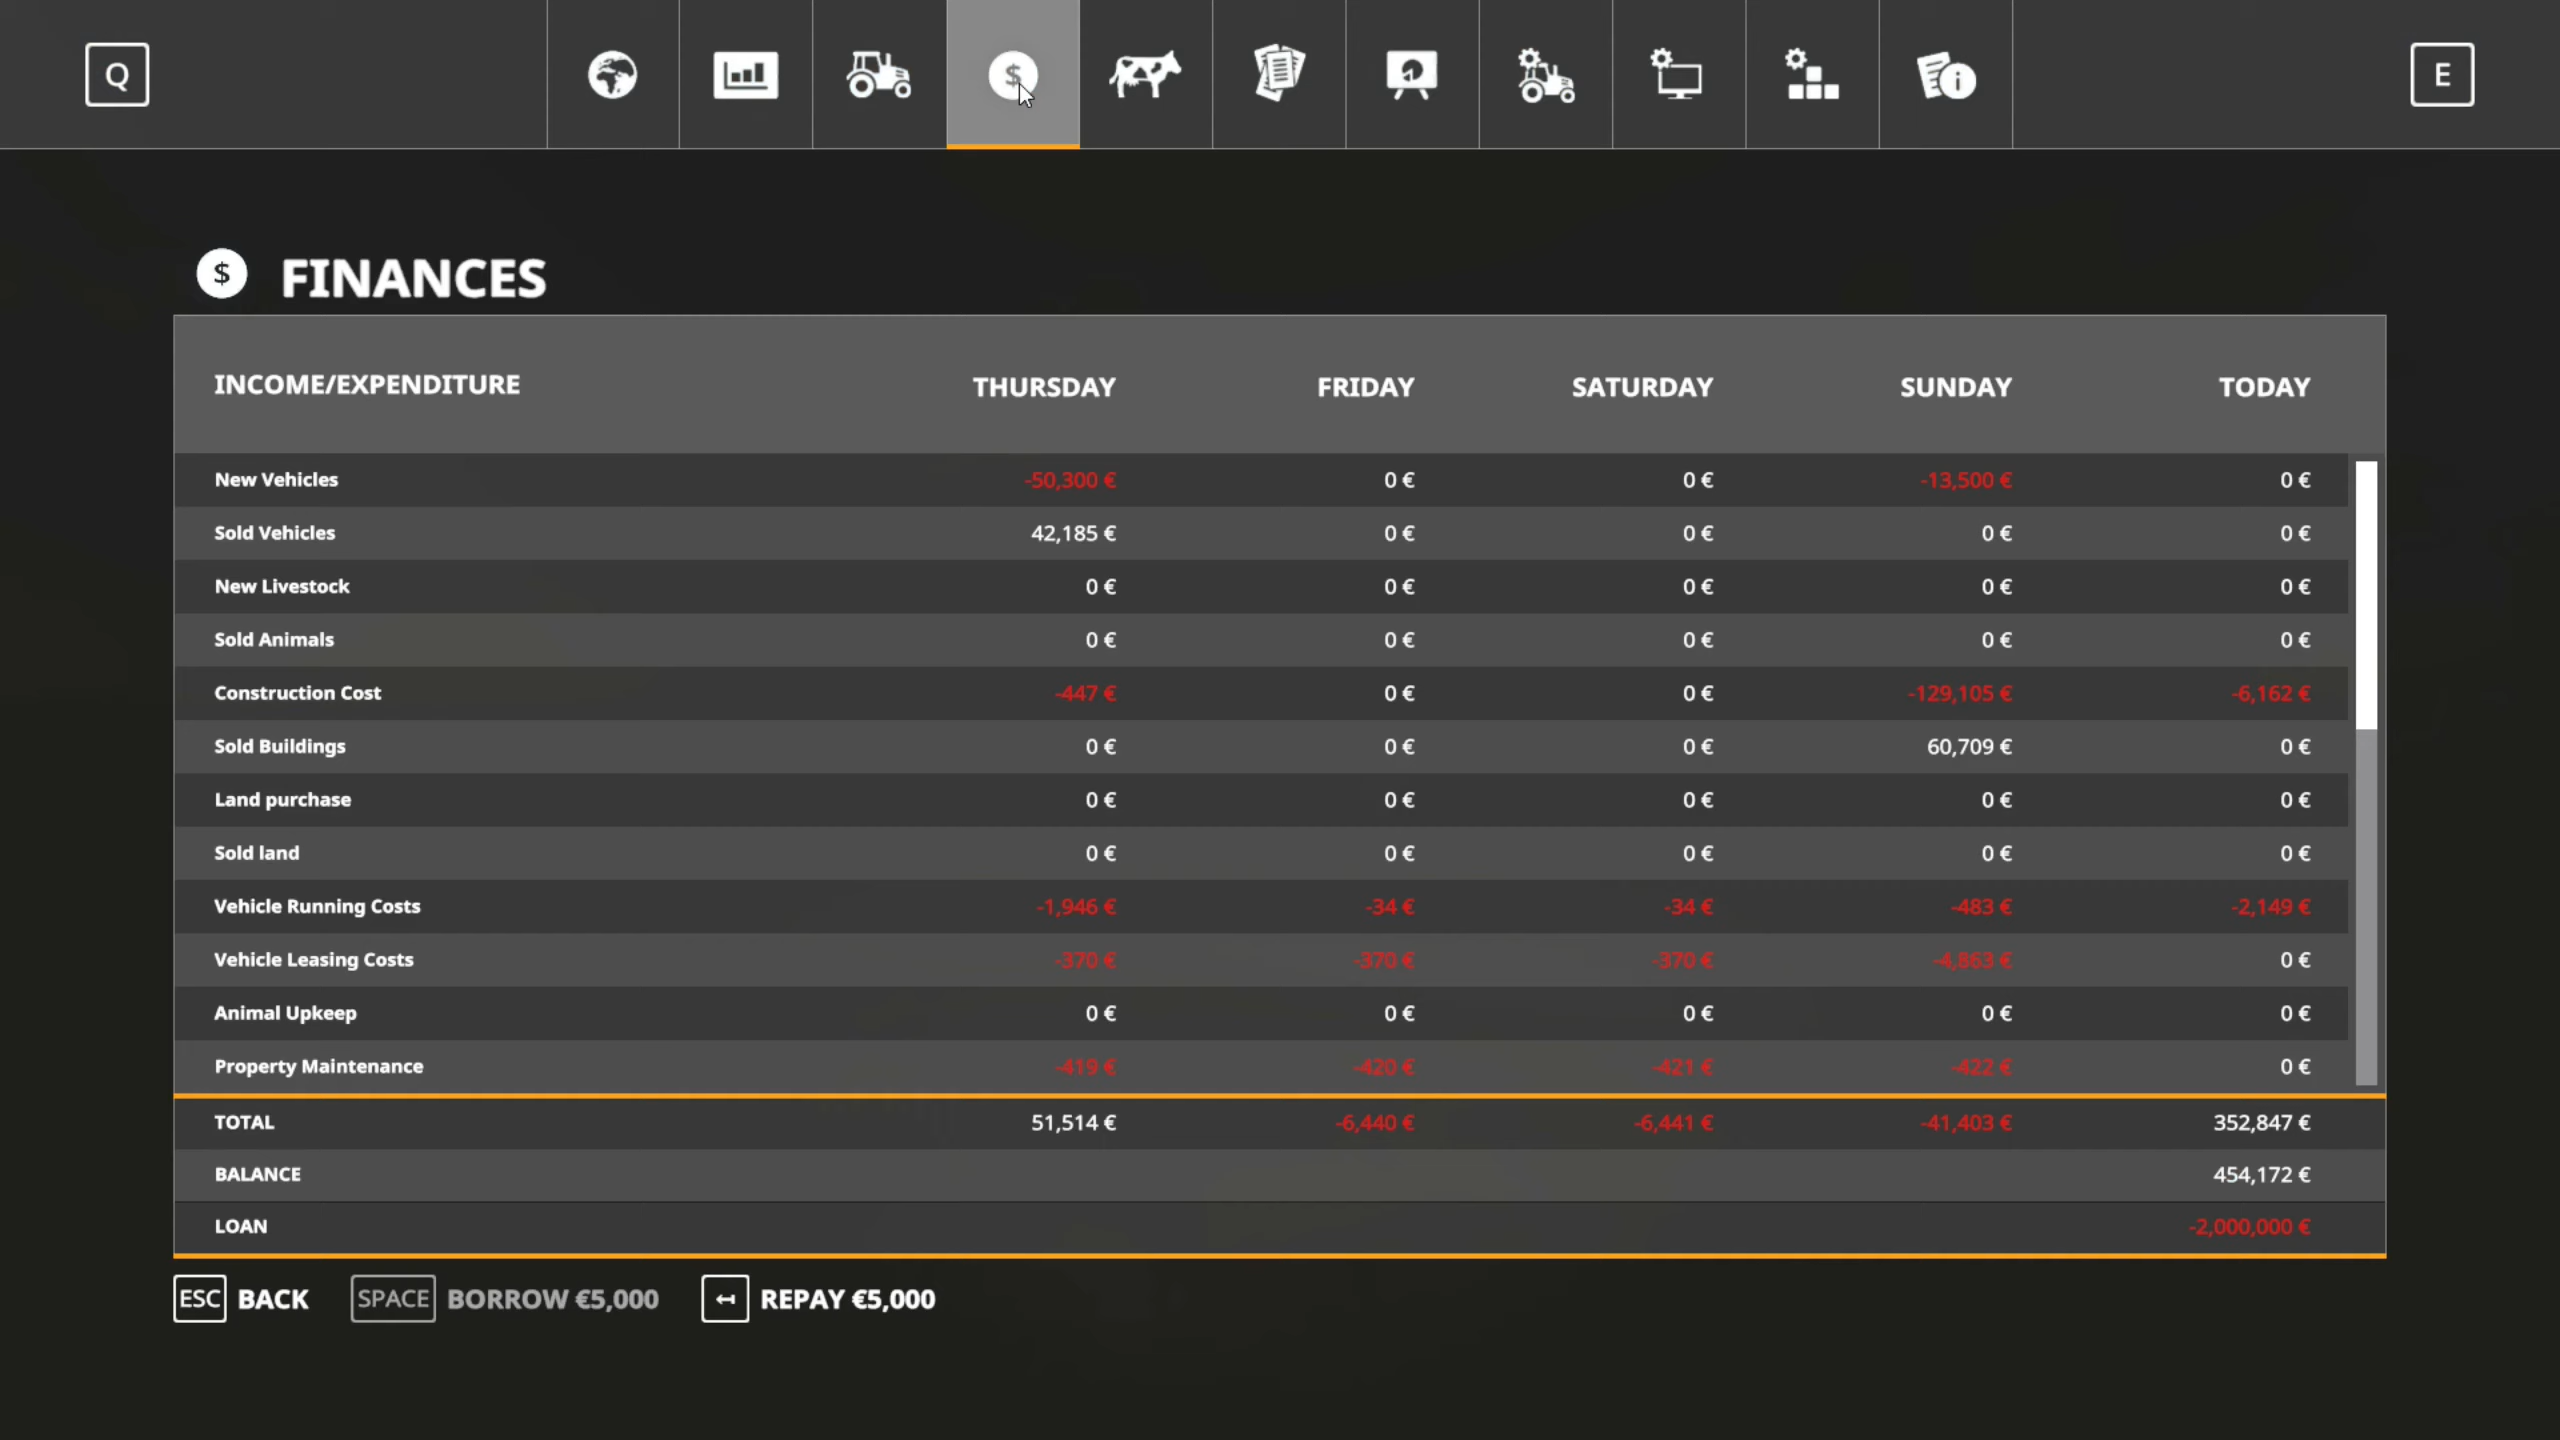 Q
E
$ FINANCES
INCOME/EXPENDITURE THURSDAY FRIDAY SATURDAY SUNDAY TODAY
New Vehicles -50,300 € 0 € 0 € -13,500 € 0 €
Sold Vehicles 42,185 € 0 € 0 € 0 € 0 €
New Livestock 0 € 0 € 0 € 0 € 0 €
Sold Animals 0 € 0 € 0 € 0 € 0 €
Construction Cost -447 € 0 € 0 € -129,105 € -6,162 €
Sold Buildings 0 € 0 € 0 € 60,709 € 0 €
Land purchase 0 € 0 € 0 € 0 € 0 €
Sold land 0 € 0 € 0 € 0 € 0 €
Vehicle Running Costs -1,946 € -34 € -34 € -483 € -2,149 €
Vehicle Leasing Costs -370 € -370 € -370 € -4,863 € 0 €
Animal Upkeep 0 € 0 € 0 € 0 € 0 €
Property Maintenance -419 € -420 € -421 € -422 € 0 €
TOTAL 51,514 € -6,440 € -6,441 € -41,403 € 352,847 €
BALANCE 454,172 €
LOAN -2,000,000 €
ESC BACK SPACE BORROW €5,000 REPAY €5,000